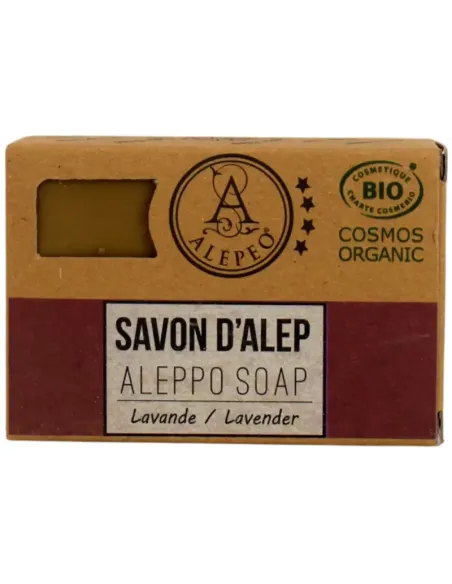 A
ALEPEO®
COSMETIQUE
BIO
CHARTE COSMEBIO
COSMOS
ORGANIC
SAVON D'ALEP
ALEPPO SOAP
Lavande / Lavender